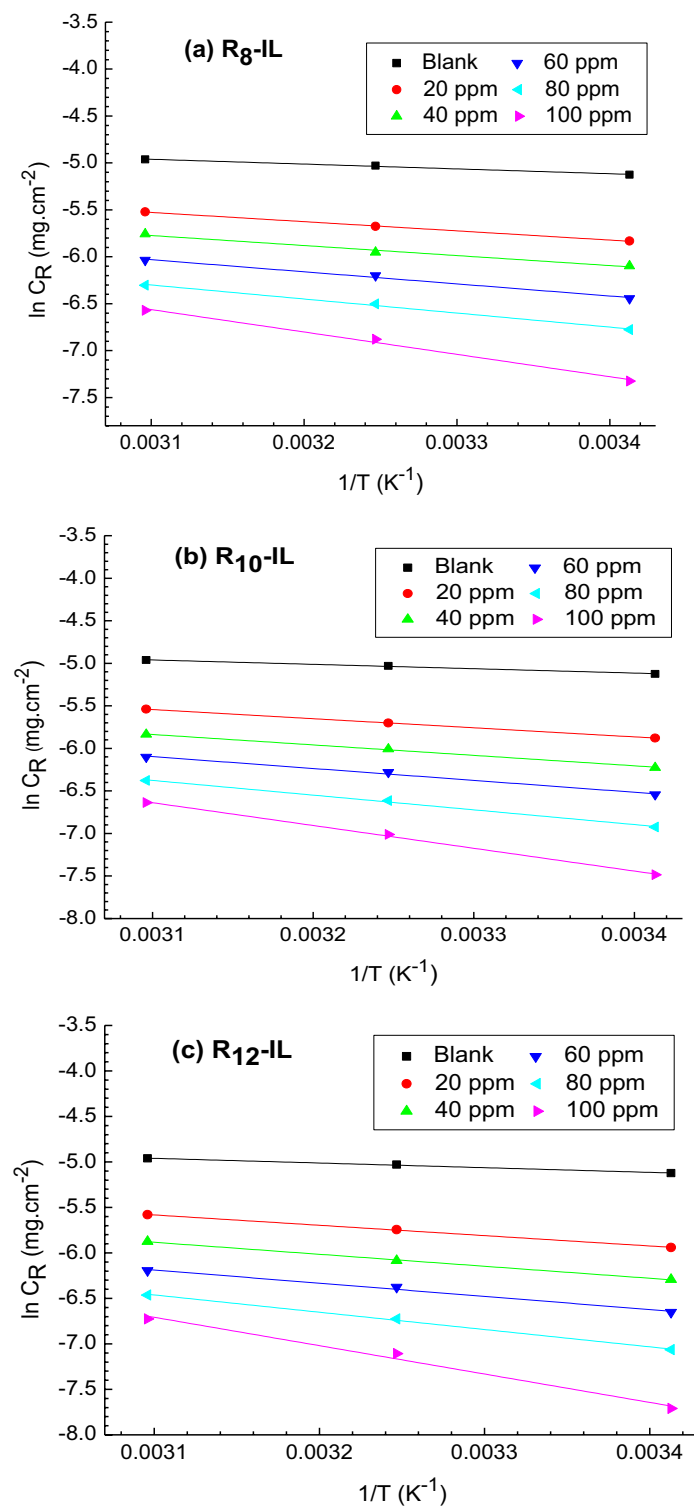 (a) R8-IL
Blank 60 ppm
20 ppm 80 ppm
40 ppm 100 ppm
-3.5
-4.0
-4.5
-5.0
-5.5
-6.0
-6.5
-7.0
-7.5
ln CR (mg.cm-2)
0.0031 0.0032 0.0033 0.0034
1/T (K-1)
(b) R10-IL
Blank 60 ppm
20 ppm 80 ppm
40 ppm 100 ppm
-3.5
-4.0
-4.5
-5.0
-5.5
-6.0
-6.5
-7.0
-7.5
-8.0
ln CR (mg.cm-2)
0.0031 0.0032 0.0033 0.0034
1/T (K-1)
(c) R12-IL
Blank 60 ppm
20 ppm 80 ppm
40 ppm 100 ppm
-3.5
-4.0
-4.5
-5.0
-5.5
-6.0
-6.5
-7.0
-7.5
-8.0
ln CR (mg.cm-2)
0.0031 0.0032 0.0033 0.0034
1/T (K-1)